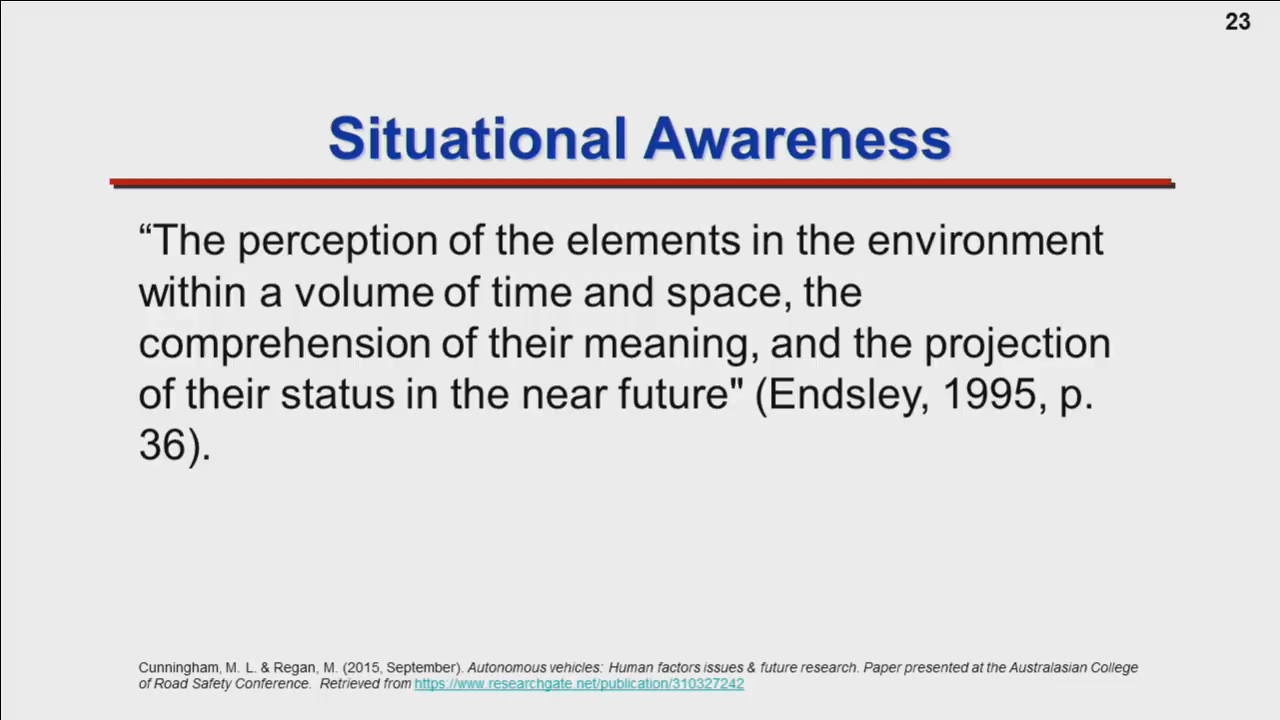 23
Situational Awareness
“The perception of the elements in the environment
within a volume of time and space, the
comprehension of their meaning, and the projection
of their status in the near future" (Endsley, 1995, p.
36).
Cunningham, M. L. & Regan, M. (2015, September). Autonomous vehicles: Human factors issues & future research. Paper presented at the Australasian College
of Road Safety Conference. Retrieved from https://www.researchgate.net/publication/310327242